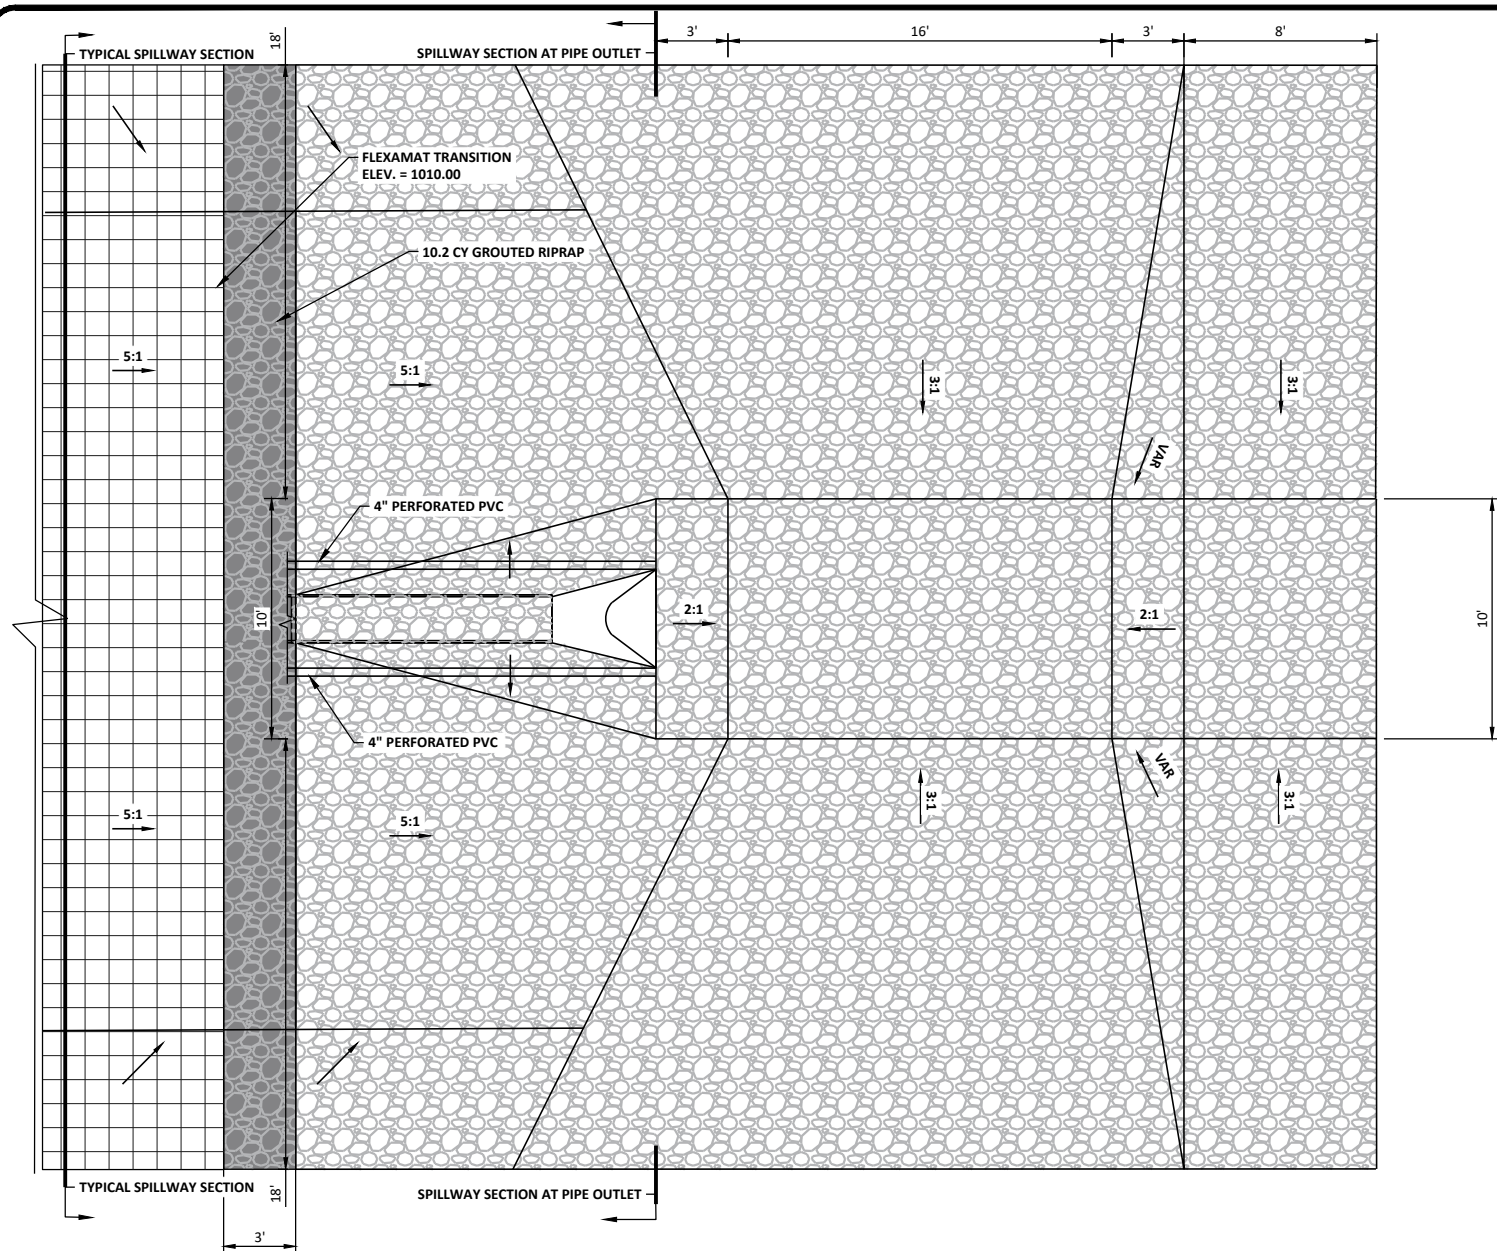 3'
16'
3'
8'
18'
TYPICAL SPILLWAY SECTION
SPILLWAY SECTION AT PIPE OUTLET
FLEXAMAT TRANSITION
ELEV. = 1010.00
10.2 CY GROUTED RIPRAP
5:1
5:1
3:1
3:1
VAR
4" PERFORATED PVC
10'
2:1
2:1
10'
4" PERFORATED PVC
VAR
5:1
5:1
3:1
3:1
TYPICAL SPILLWAY SECTION
SPILLWAY SECTION AT PIPE OUTLET
18'
3'